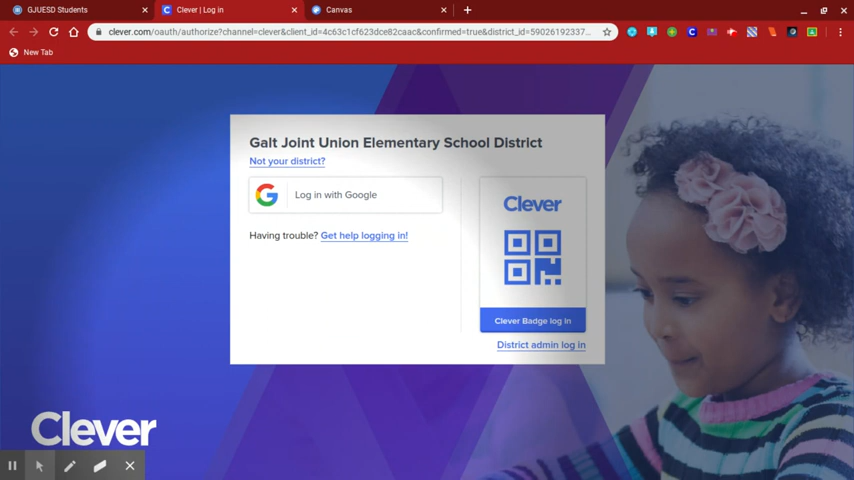 GJUESD Students
Clever | Log in
Canvas
clever.com/oauth/authorize?channel=clever&client_id=4c63c1cf623dce82caac&confirmed=true&district_id=59026192337...
New Tab
Galt Joint Union Elementary School District
Not your district?
Log in with Google
Having trouble? Get help logging in!
Clever
Clever Badge log in
District admin log in
Clever